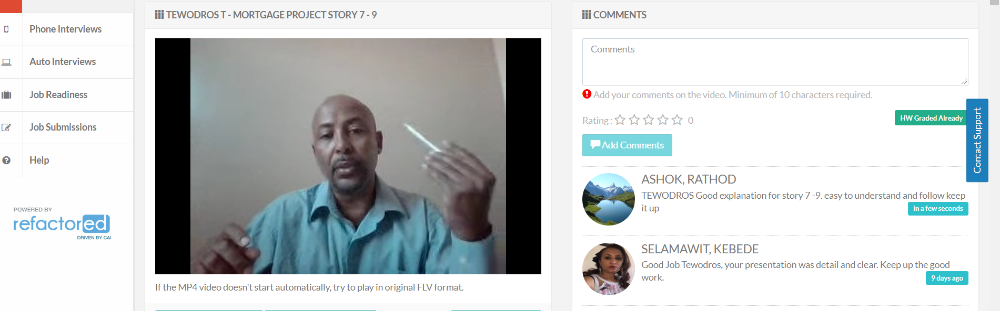 Phone Interviews
Auto Interviews
Job Readiness
Job Submissions
Help
POWERED BY
refactored
DRIVEN BY CAI
TEWODROS T - MORTGAGE PROJECT STORY 7 - 9
If the MP4 video doesn't start automatically, try to play in original FLV format.
COMMENTS
Comments
Add your comments on the video. Minimum of 10 characters required.
Rating : 0
HW Graded Already
Add Comments
Contact Support
ASHOK, RATHOD
TEWODROS Good explanation for story 7 -9. easy to understand and follow keep
it up
in a few seconds
SELAMAWIT, KEBEDE
Good Job Tewodros, your presentation was detail and clear. Keep up the good
work.
9 days ago